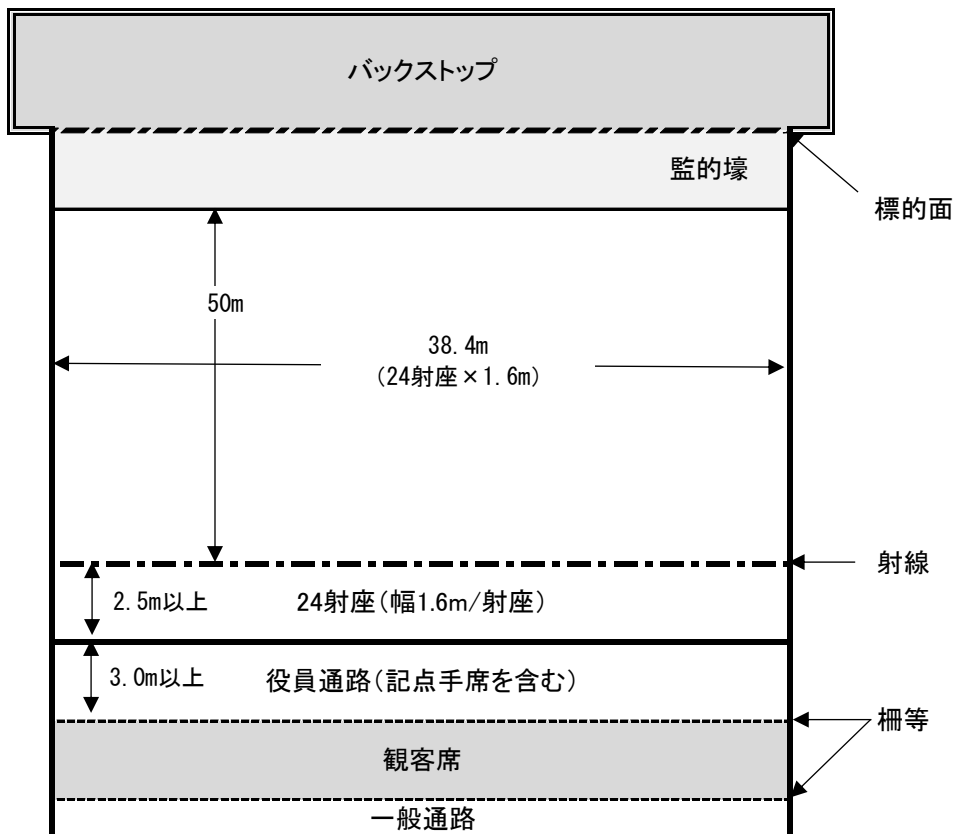 バックストップ
監的壕
標的面
50m
38.4m
（24射座×1.6m）
射線
2.5m以上
24射座（幅1.6m/射座）
3.0m以上
役員通路（記点手席を含む）
柵等
観客席
一般通路